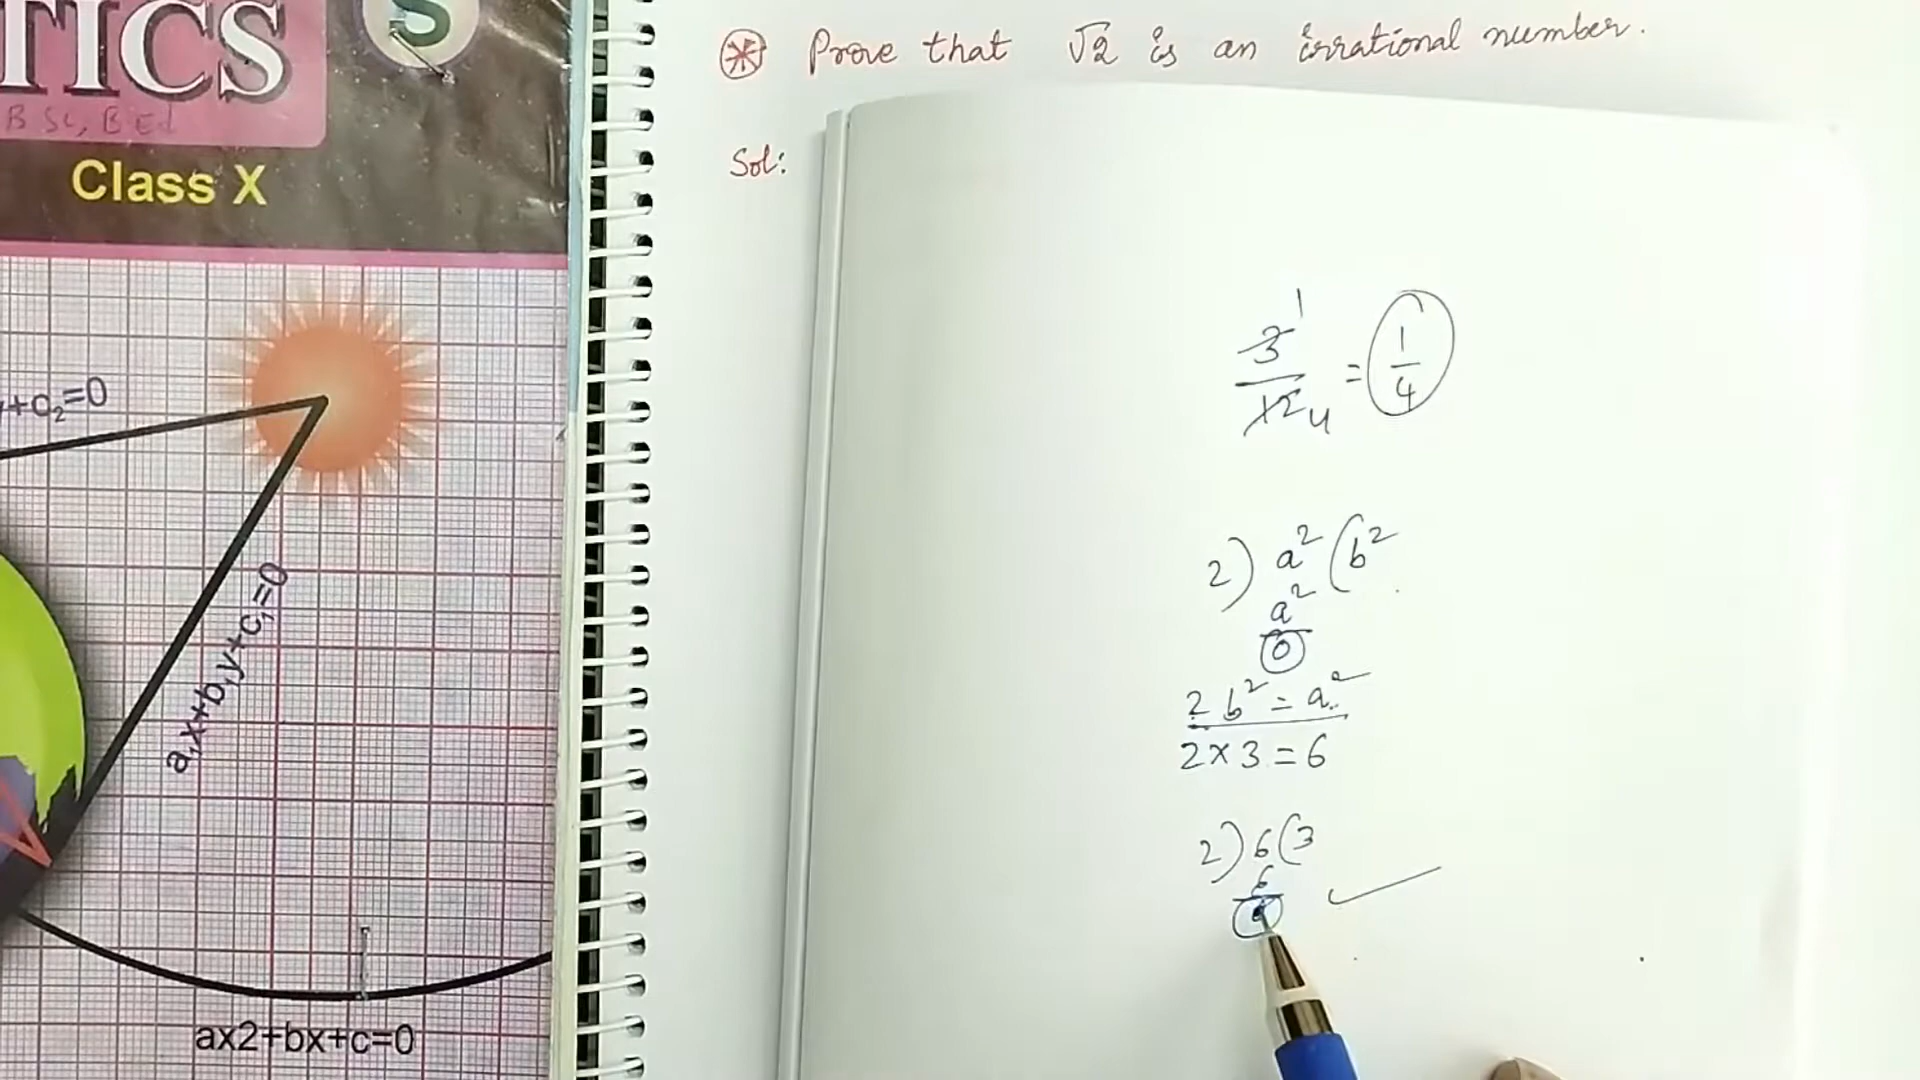 TICS
S
B Sc, B Ed
Class X
+c₂=0
a₁x+b₁y+c₁=0
ax2+bx+c=0
Prove that √2 is an irrational number.
Sol:
3 1
12 4
= 1/4
2) a² (b²
a²
0
2 b² = a²
2 x 3 = 6
2) 6 (3
6